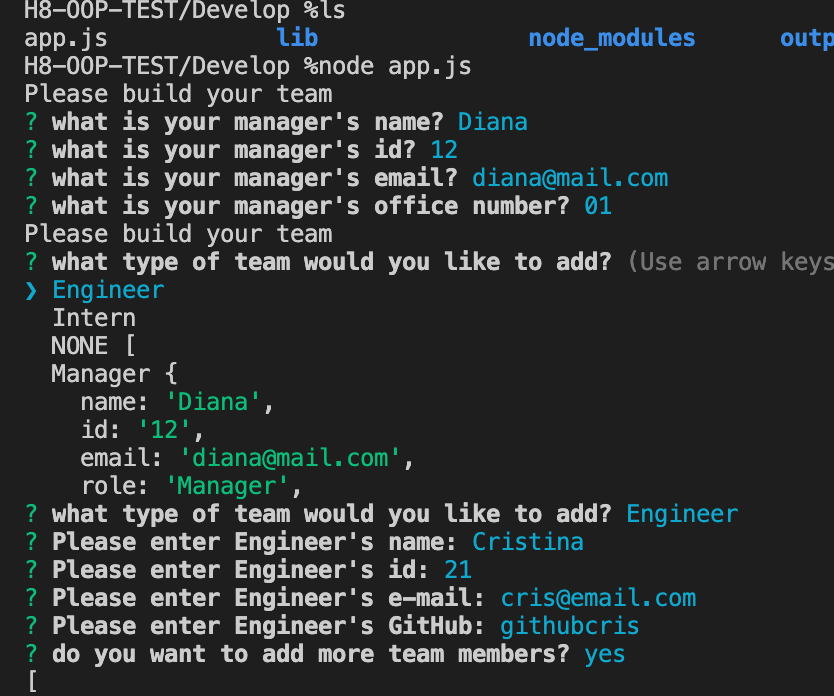 H8-OOP-TEST/Develop %ls
app.js lib node_modules outp
H8-OOP-TEST/Develop %node app.js
Please build your team
? what is your manager's name? Diana
? what is your manager's id? 12
? what is your manager's email? diana@mail.com
? what is your manager's office number? 01
Please build your team
? what type of team would you like to add? (Use arrow keys
❯ Engineer
Intern
NONE [
Manager {
name: 'Diana',
id: '12',
email: 'diana@mail.com',
role: 'Manager',
? what type of team would you like to add? Engineer
? Please enter Engineer's name: Cristina
? Please enter Engineer's id: 21
? Please enter Engineer's e-mail: cris@email.com
? Please enter Engineer's GitHub: githubcris
? do you want to add more team members? yes
[